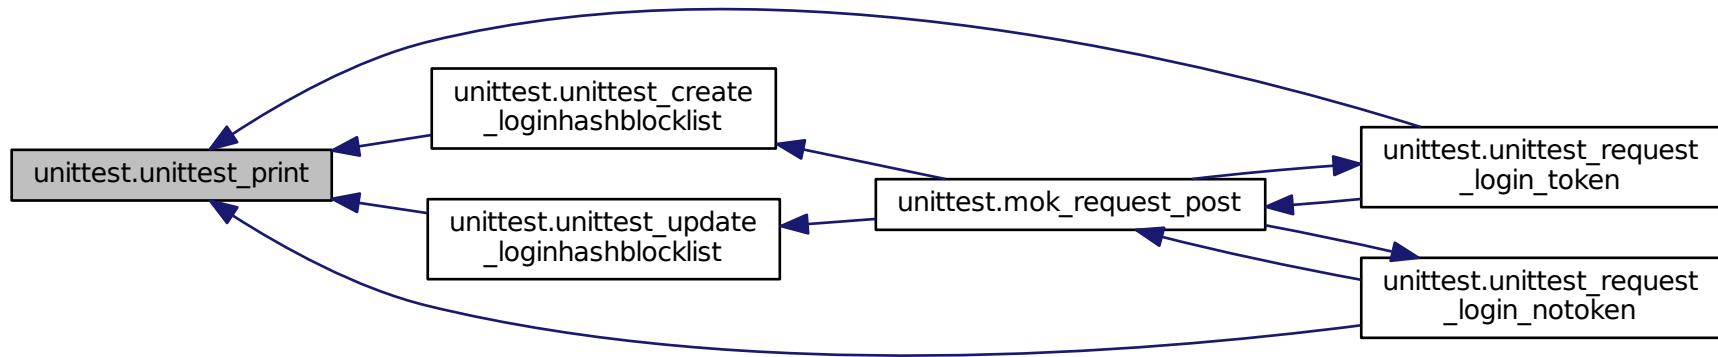 unittest.unittest_print
unittest.unittest_create
_loginhashblocklist
unittest.unittest_update
_loginhashblocklist
unittest.mok_request_post
unittest.unittest_request
_login_token
unittest.unittest_request
_login_notoken